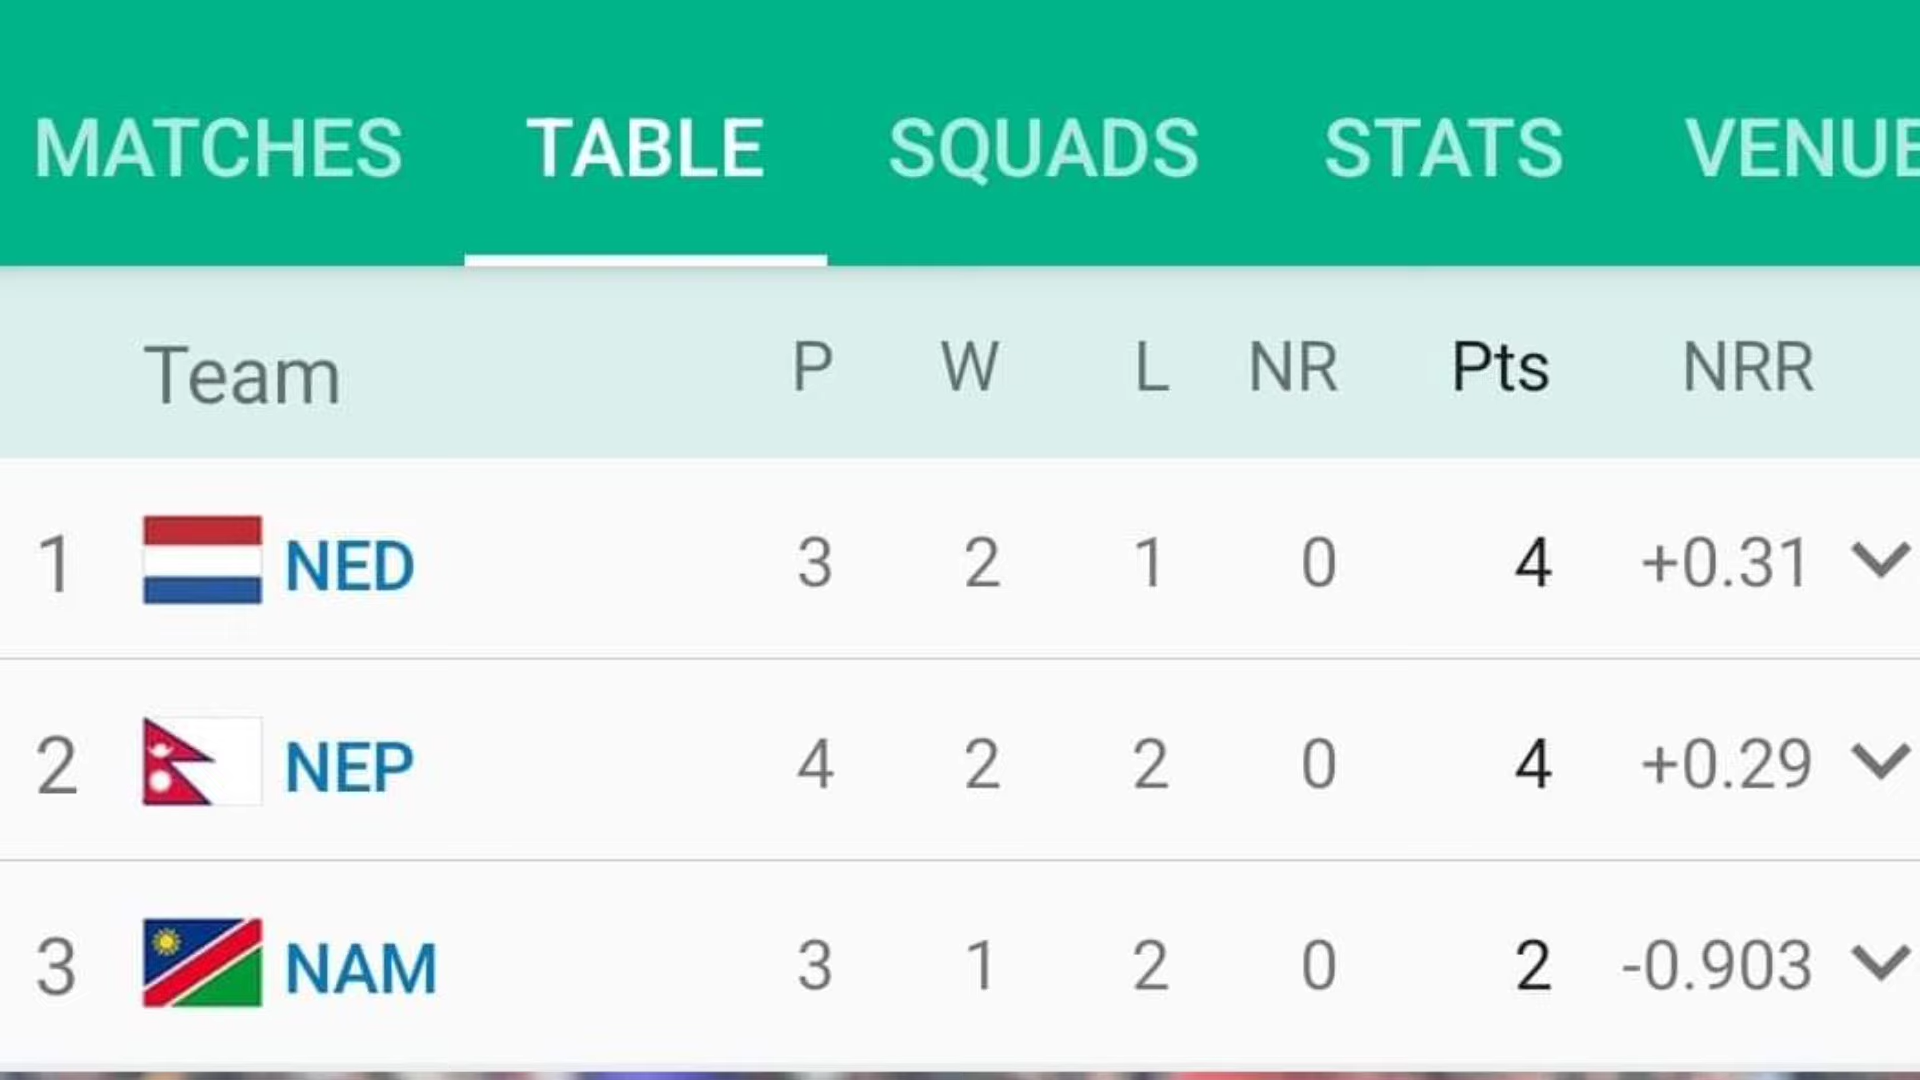 MATCHES TABLE SQUADS STATS VENUE
Team P W L NR Pts NRR
1 NED 3 2 1 0 4 +0.31
2 NEP 4 2 2 0 4 +0.29
3 NAM 3 1 2 0 2 -0.903